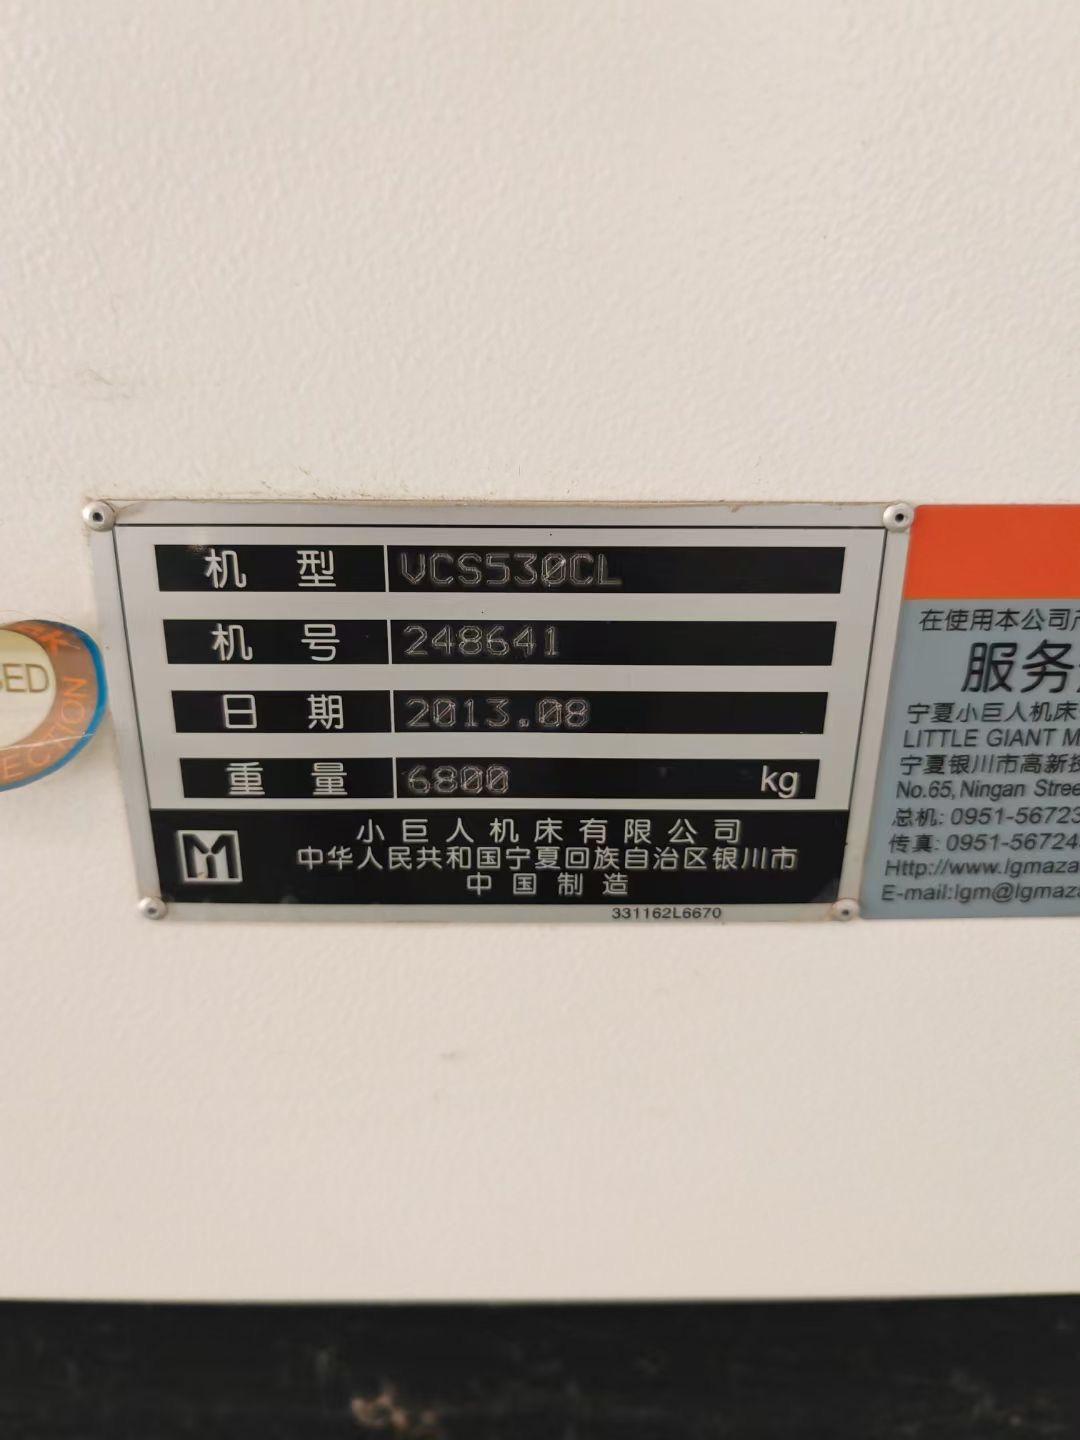 机型 VCS530CL
机号 248641
日期 2013.08
重量 6800 kg
小巨人机床有限公司
中华人民共和国宁夏回族自治区银川市
中国制造
331162L6670
在使用本公司
服务
宁夏小巨人机床
LITTLE GIANT M
宁夏银川市高新
No.65, Ningan Stree
总机: 0951-56723
传真: 0951-5672
Http://www.lgmaza
E-mail:lgm@lgmaza
ECTION